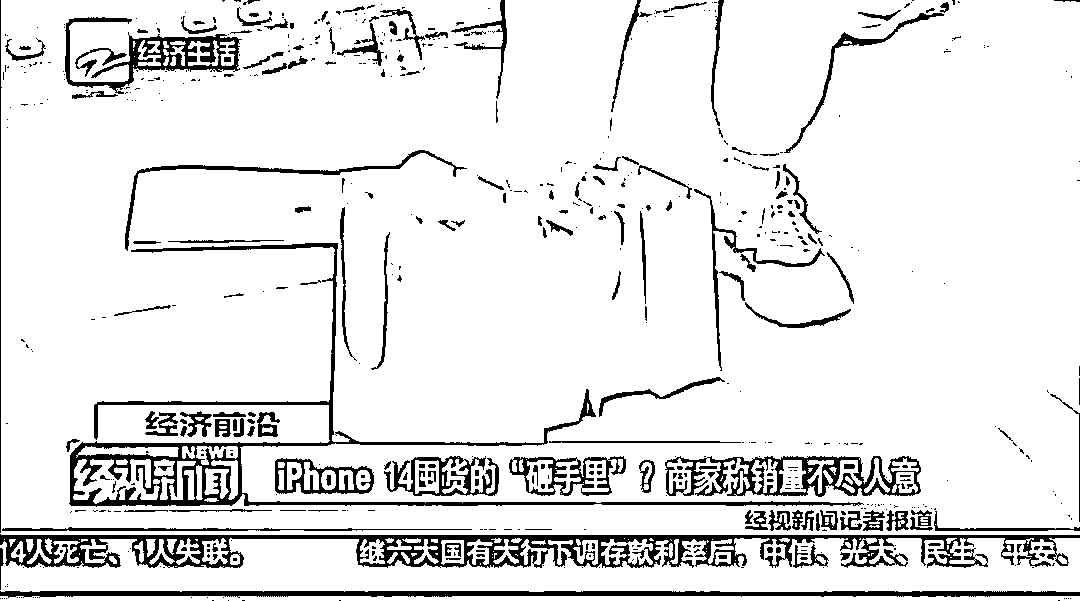 经济生活
经济前沿
NEWS
经视新闻
iPhone 14囤货的“砸手里”？商家称销量不尽人意
经视新闻记者报道
14人死亡、1人失联。 继六大国有大行下调存款利率后，中信、光大、民生、平安、